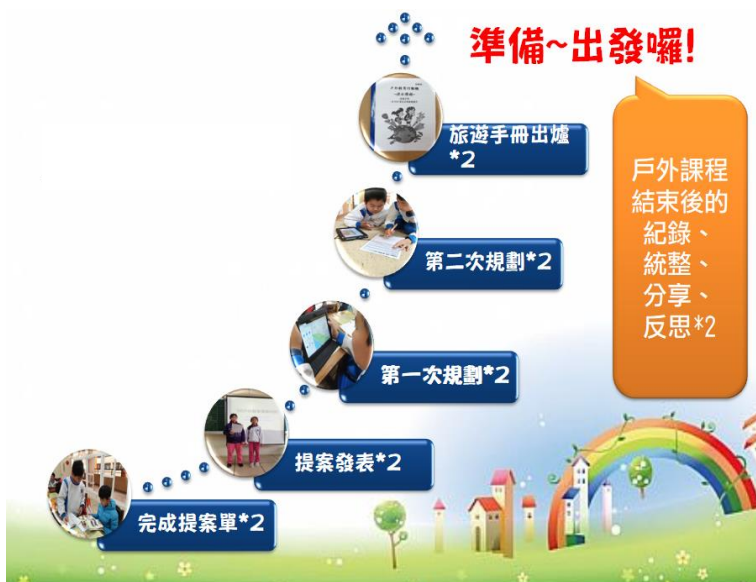 準備~出發囉!
旅遊手冊出爐
*2
第二次規劃*2
第一次規劃*2
提案發表*2
完成提案單*2
戶外課程
結束後的
紀錄、
統整、
分享、
反思*2